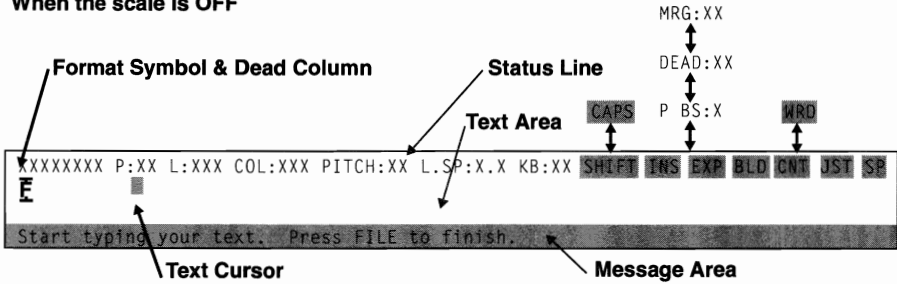 When the scale is OFF
MRG:XX
DEAD:XX
Format Symbol & Dead Column
Status Line
CAPS
P BS:X
WRD
Text Area
XXXXXXXX P:XX L:XXX COL:XXX PITCH:XX L.SP:X.X KB:XX SHIFT INS EXP BLD CNT JST SP
E
Start typing your text. Press FILE to finish.
Text Cursor
Message Area